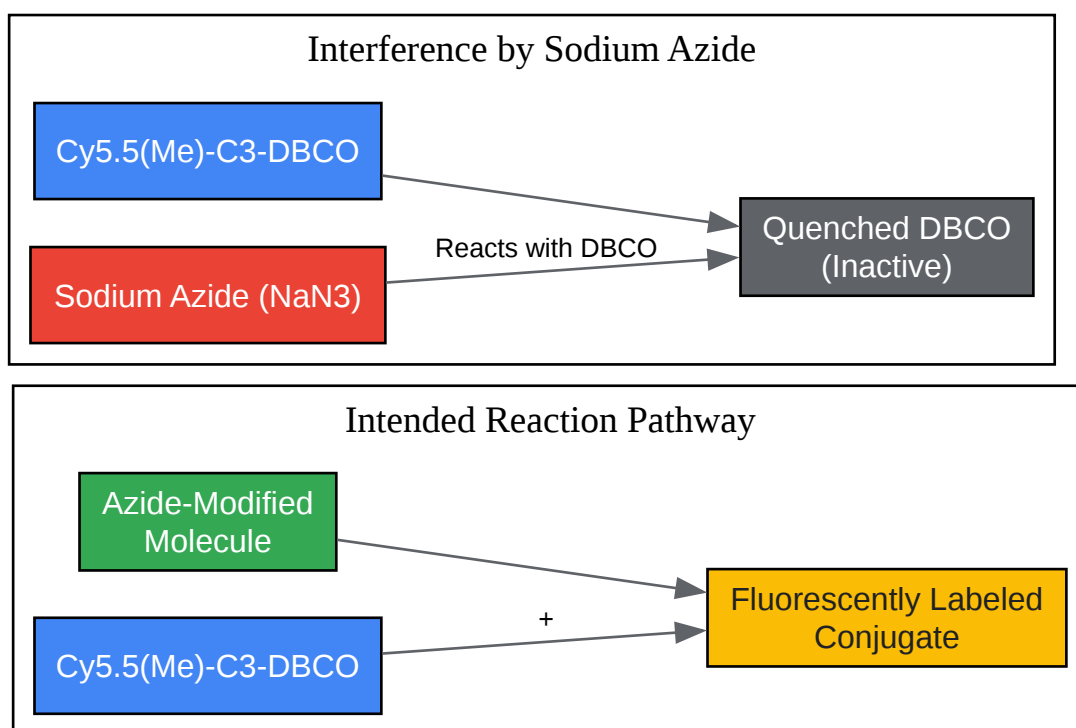 Interference by Sodium Azide
Cy5.5(Me)-C3-DBCO
Sodium Azide (NaN3)
Reacts with DBCO
Quenched DBCO
(Inactive)
Intended Reaction Pathway
Azide-Modified
Molecule
Cy5.5(Me)-C3-DBCO
+
Fluorescently Labeled
Conjugate